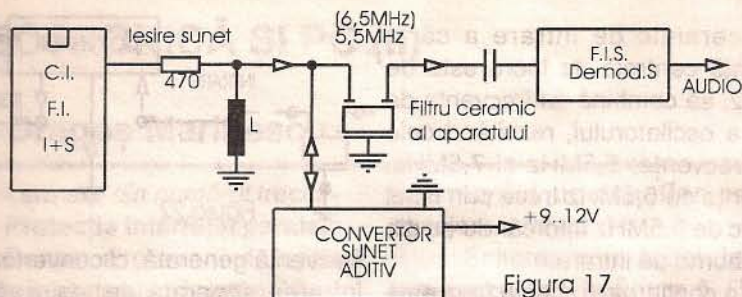 (6,5MHz)
5,5MHz
Iesire sunet
470
C.I.
F.I.
I+S
L
Filtru ceramic
al aparatului
F.I.S.
Demod.S
AUDIO
CONVERTOR
SUNET
ADITIV
+9..12V
Figura 17